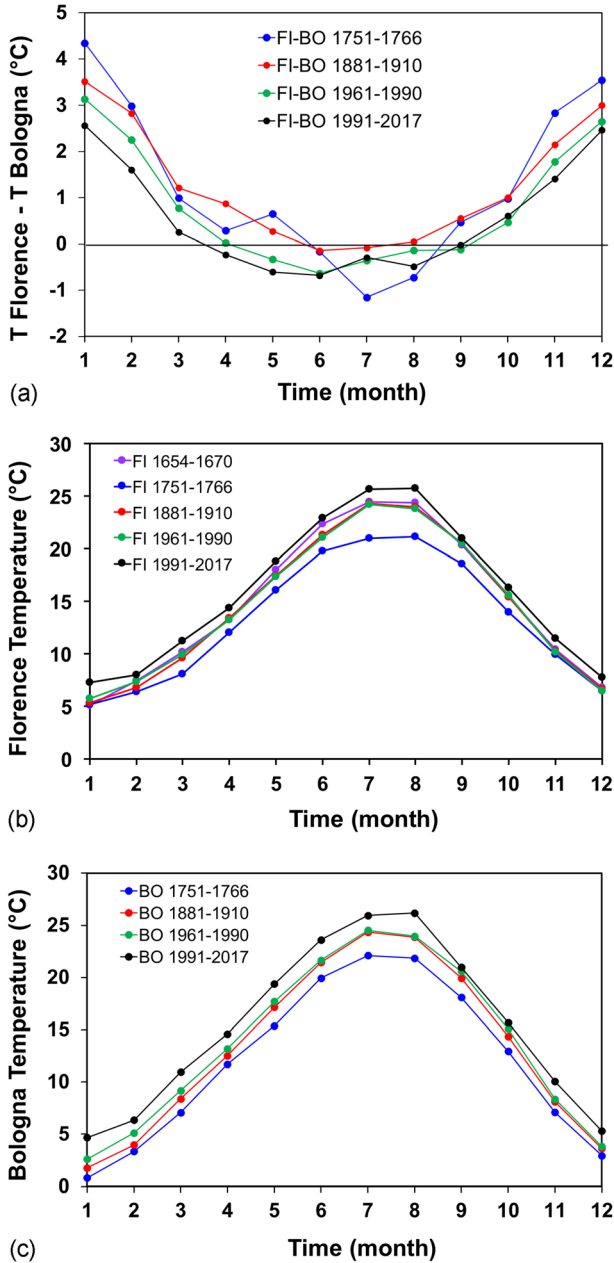 5
4
3
2
1
0
-1
-2
T Florence - T Bologna (°C)
FI-BO 1751-1766
FI-BO 1881-1910
FI-BO 1961-1990
FI-BO 1991-2017
1 2 3 4 5 6 7 8 9 10 11 12
Time (month)
(a)
30
25
20
15
10
5
0
Florence Temperature (°C)
FI 1654-1670
FI 1751-1766
FI 1881-1910
FI 1961-1990
FI 1991-2017
1 2 3 4 5 6 7 8 9 10 11 12
Time (month)
(b)
30
25
20
15
10
5
0
Bologna Temperature (°C)
BO 1751-1766
BO 1881-1910
BO 1961-1990
BO 1991-2017
1 2 3 4 5 6 7 8 9 10 11 12
Time (month)
(c)